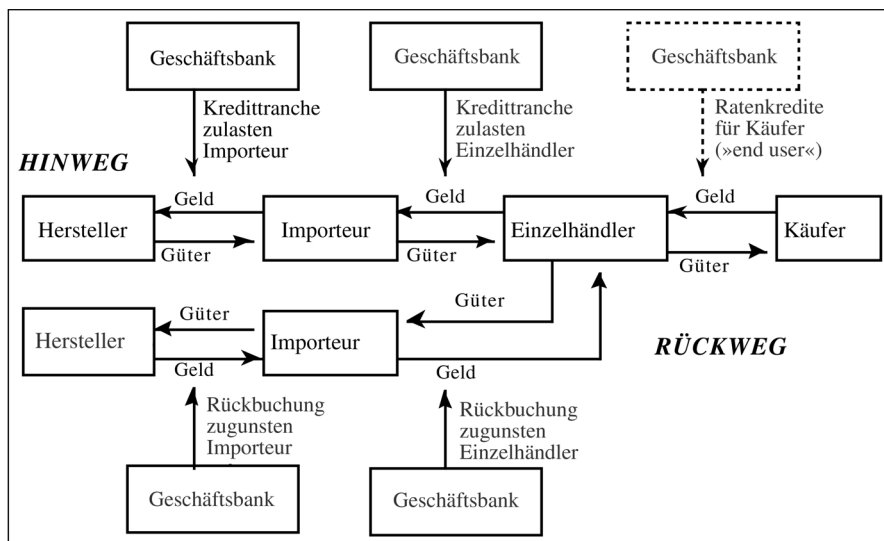 Geschäftsbank
Geschäftsbank
Geschäftsbank
Kredittranche
zulasten
Importeur
Kredittranche
zulasten
Einzelhändler
Ratenkredite
für Käufer
(»end user«)
HINWEG
Geld
Geld
Geld
Hersteller
Importeur
Einzelhändler
Käufer
Güter
Güter
Güter
Güter
Güter
Hersteller
Importeur
RÜCKWEG
Geld
Geld
Rückbuchung
zugunsten
Importeur
Rückbuchung
zugunsten
Einzelhändler
Geschäftsbank
Geschäftsbank